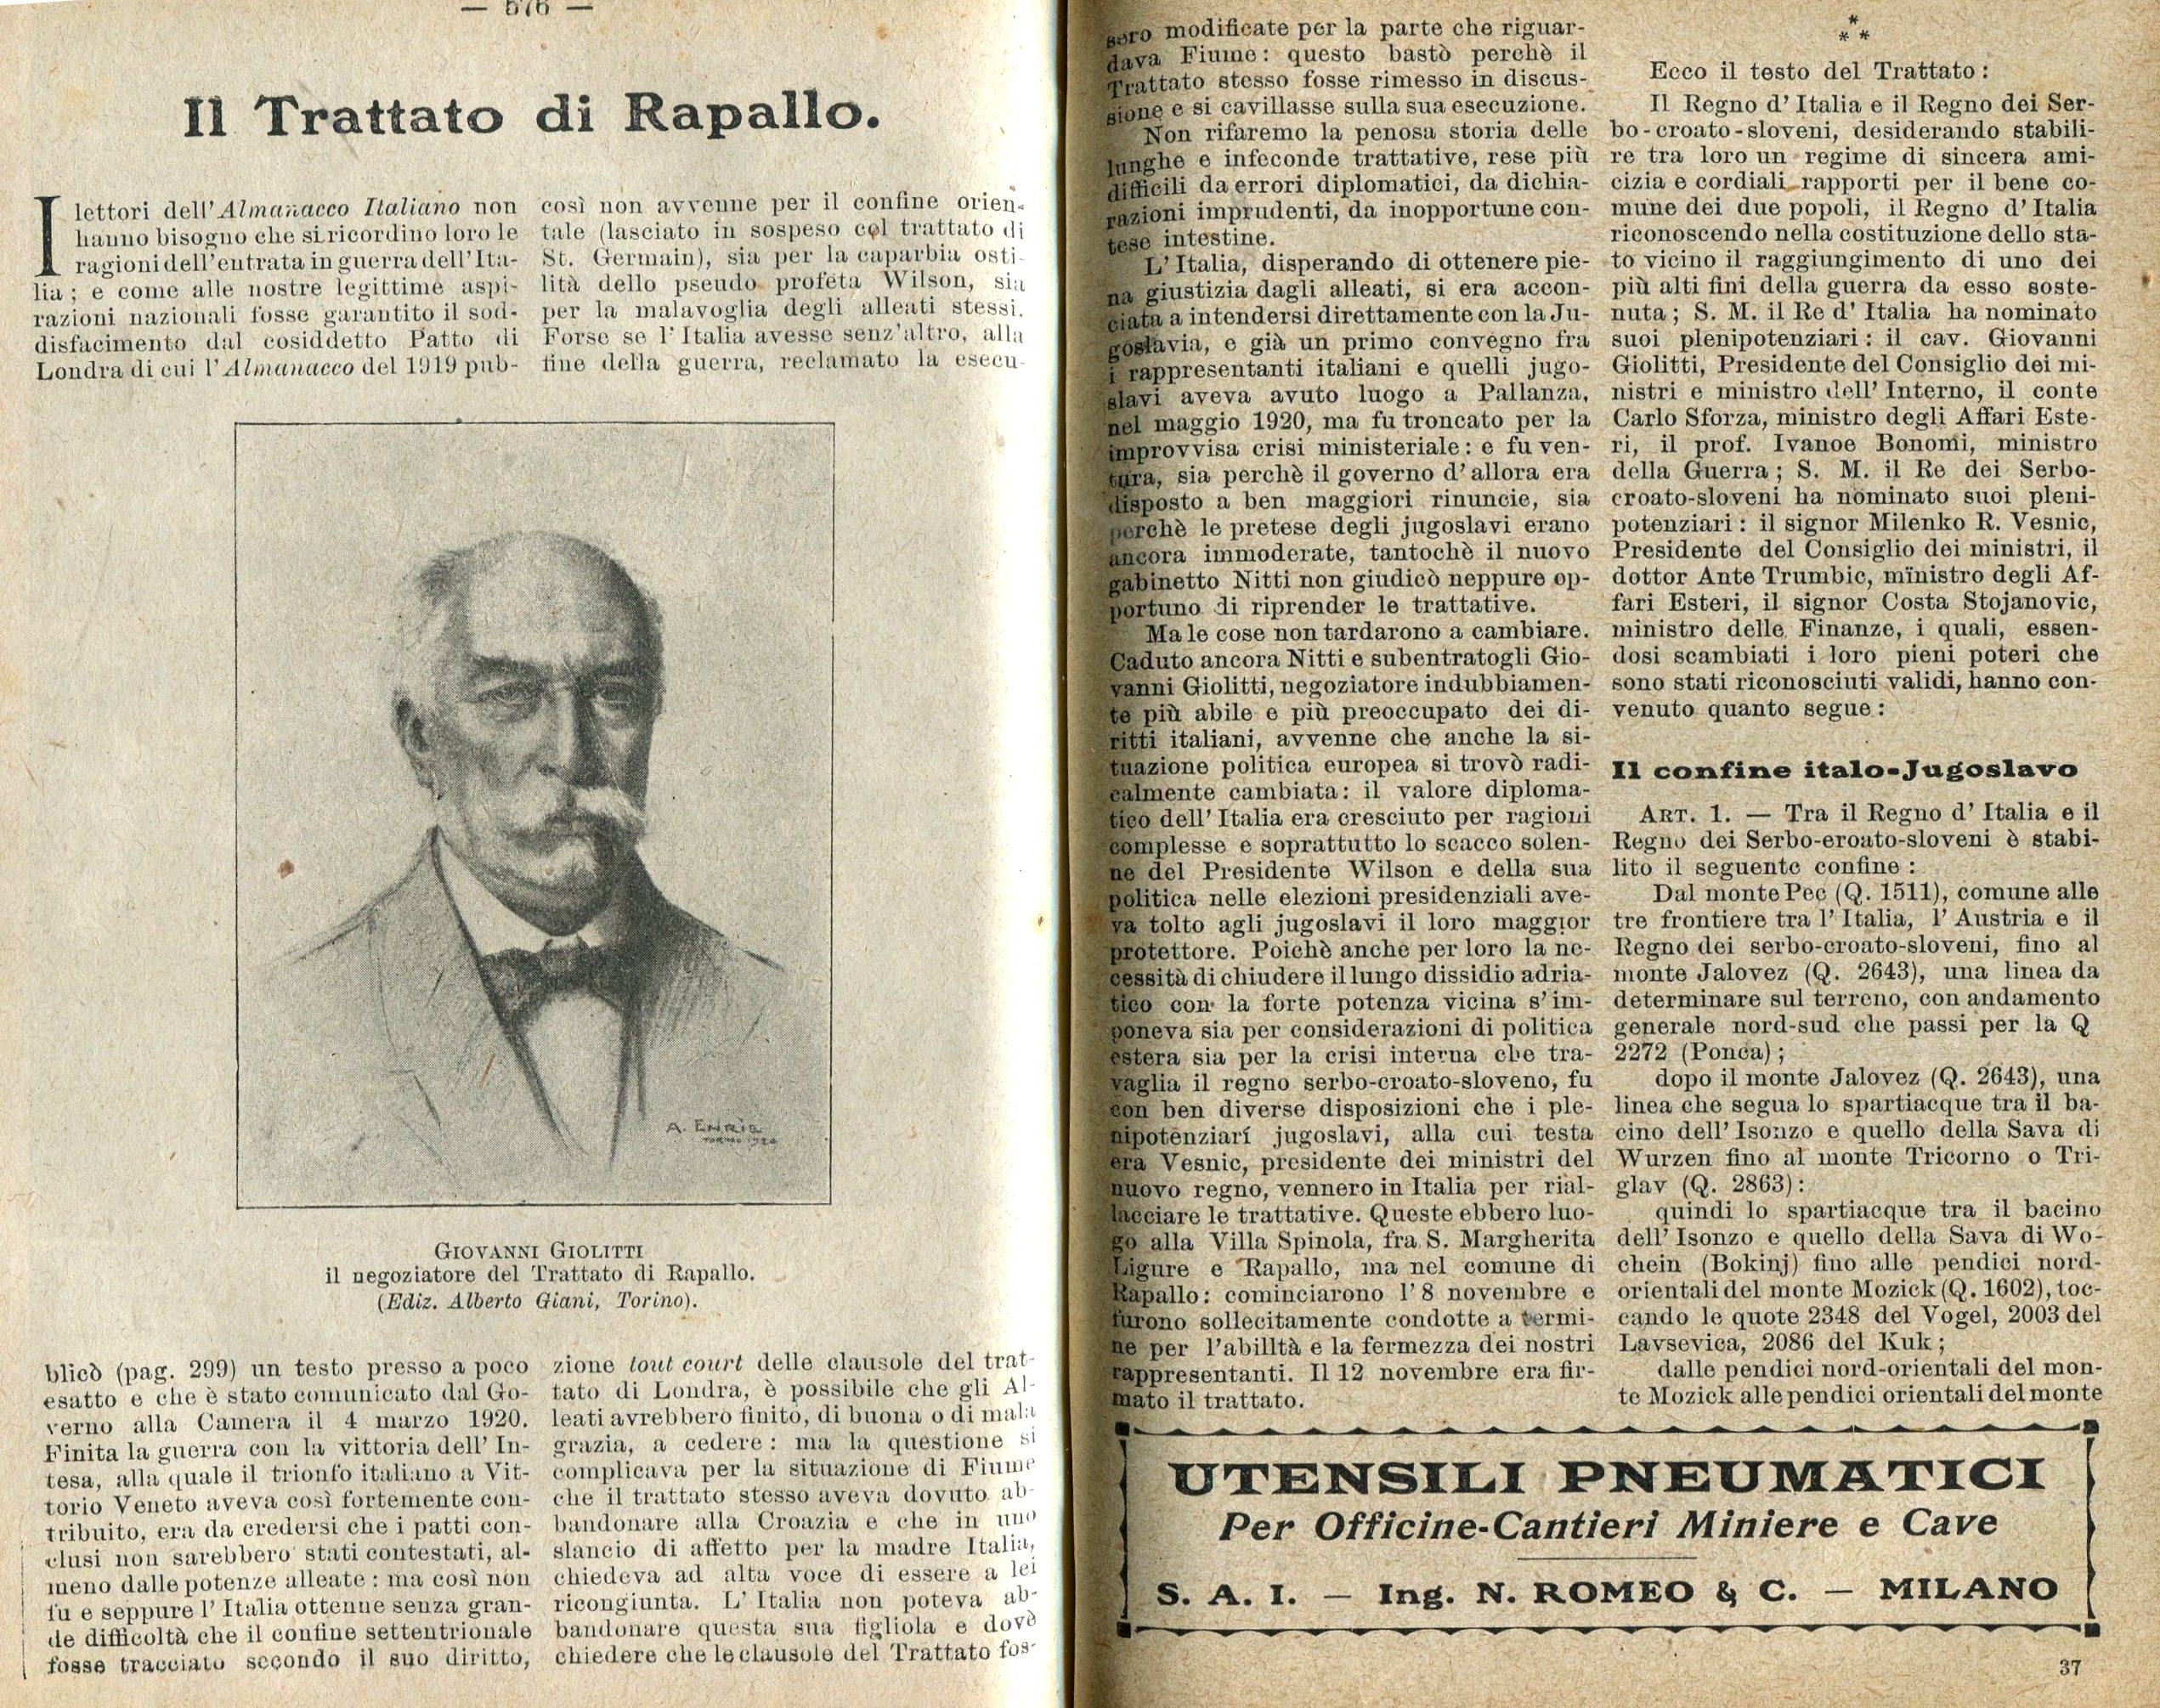 — 576 —
Il Trattato di Rapallo.
I lettori dell'Almanacco Italiano non
hanno bisogno che si ricordino loro le
ragioni dell'entrata in guerra dell'Ita-
lia; e come alle nostre legittime aspi-
razioni nazionali fosse garantito il sod-
disfacimento dal cosiddetto Patto di
Londra di cui l'Almanacco del 1919 pub-
così non avvenne per il confine orien-
tale (lasciato in sospeso col trattato di
St. Germain), sia per la caparbia osti-
lità dello pseudo profeta Wilson, sia
per la malavoglia degli alleati stessi.
Forse se l'Italia avesse senz'altro, alla
fine della guerra, reclamato la esecu-
A. ENRIE
TORINO 1920
GIOVANNI GIOLITTI
il negoziatore del Trattato di Rapallo.
(Ediz. Alberto Giani, Torino).
blicò (pag. 299) un testo presso a poco
esatto e che è stato comunicato dal Go-
verno alla Camera il 4 marzo 1920.
Finita la guerra con la vittoria dell'In-
tesa, alla quale il trionfo italiano a Vit-
torio Veneto aveva così fortemente con-
tribuito, era da credersi che i patti con-
clusi non sarebbero stati contestati, al-
meno dalle potenze alleate: ma così non
fu e seppure l'Italia ottenne senza gran-
de difficoltà che il confine settentrionale
fosse tracciato secondo il suo diritto,
zione tout court delle clausole del trat-
tato di Londra, è possibile che gli Al-
leati avrebbero finito, di buona o di mala
grazia, a cedere: ma la questione si
complicava per la situazione di Fiume
che il trattato stesso aveva dovuto ab-
bandonare alla Croazia e che in uno
slancio di affetto per la madre Italia,
chiedeva ad alta voce di essere a lei
ricongiunta. L'Italia non poteva ab-
bandonare questa sua figliola e dovè
chiedere che le clausole del Trattato fos-
sero modificate per la parte che riguar-
dava Fiume: questo bastò perchè il
Trattato stesso fosse rimesso in discus-
sione e si cavillasse sulla sua esecuzione.
Non rifaremo la penosa storia delle
lunghe e infeconde trattative, rese più
difficili da errori diplomatici, da dichia-
razioni imprudenti, da inopportune con-
tese intestine.
L'Italia, disperando di ottenere pie-
na giustizia dagli alleati, si era accon-
ciata a intendersi direttamente con la Ju-
goslavia, e già un primo convegno fra
i rappresentanti italiani e quelli jugo-
slavi aveva avuto luogo a Pallanza,
nel maggio 1920, ma fu troncato per la
improvvisa crisi ministeriale: e fu ven-
tura, sia perchè il governo d'allora era
disposto a ben maggiori rinuncie, sia
perchè le pretese degli jugoslavi erano
ancora immoderate, tantochè il nuovo
gabinetto Nitti non giudicò neppure op-
portuno di riprender le trattative.
Ma le cose non tardarono a cambiare.
Caduto ancora Nitti e subentratogli Gio-
vanni Giolitti, negoziatore indubbiamen-
te più abile e più preoccupato dei di-
ritti italiani, avvenne che anche la si-
tuazione politica europea si trovò radi-
calmente cambiata: il valore diploma-
tico dell'Italia era cresciuto per ragioni
complesse e soprattutto lo scacco solen-
ne del Presidente Wilson e della sua
politica nelle elezioni presidenziali ave-
va tolto agli jugoslavi il loro maggior
protettore. Poichè anche per loro la ne-
cessità di chiudere il lungo dissidio adria-
tico con la forte potenza vicina s'im-
poneva sia per considerazioni di politica
estera sia per la crisi interna che tra-
vaglia il regno serbo-croato-sloveno, fu
con ben diverse disposizioni che i ple-
nipotenziarí jugoslavi, alla cui testa
era Vesnic, presidente dei ministri del
nuovo regno, vennero in Italia per rial-
lacciare le trattative. Queste ebbero luo-
go alla Villa Spinola, fra S. Margherita
Ligure e Rapallo, ma nel comune di
Rapallo: cominciarono l'8 novembre e
furono sollecitamente condotte a termi-
ne per l'abilltà e la fermezza dei nostri
rappresentanti. Il 12 novembre era fir-
mato il trattato.
***
Ecco il testo del Trattato:
Il Regno d'Italia e il Regno dei Ser-
bo-croato-sloveni, desiderando stabili-
re tra loro un regime di sincera ami-
cizia e cordiali rapporti per il bene co-
mune dei due popoli, il Regno d'Italia
riconoscendo nella costituzione dello sta-
to vicino il raggiungimento di uno dei
più alti fini della guerra da esso soste-
nuta; S. M. il Re d'Italia ha nominato
suoi plenipotenziari: il cav. Giovanni
Giolitti, Presidente del Consiglio dei mi-
nistri e ministro dell'Interno, il conte
Carlo Sforza, ministro degli Affari Este-
ri, il prof. Ivanoe Bonomi, ministro
della Guerra; S. M. il Re dei Serbo-
croato-sloveni ha nominato suoi pleni-
potenziari: il signor Milenko R. Vesnic,
Presidente del Consiglio dei ministri, il
dottor Ante Trumbic, ministro degli Af-
fari Esteri, il signor Costa Stojanovic,
ministro delle Finanze, i quali, essen-
dosi scambiati i loro pieni poteri che
sono stati riconosciuti validi, hanno con-
venuto quanto segue:
Il confine italo-Jugoslavo
ART. 1. — Tra il Regno d'Italia e il
Regno dei Serbo-eroato-sloveni è stabi-
lito il seguente confine:
Dal monte Pec (Q. 1511), comune alle
tre frontiere tra l'Italia, l'Austria e il
Regno dei serbo-croato-sloveni, fino al
monte Jalovez (Q. 2643), una linea da
determinare sul terreno, con andamento
generale nord-sud che passi per la Q
2272 (Ponca);
dopo il monte Jalovez (Q. 2643), una
linea che segua lo spartiacque tra il ba-
cino dell'Isonzo e quello della Sava di
Wurzen fino al monte Tricorno o Tri-
glav (Q. 2863):
quindi lo spartiacque tra il bacino
dell'Isonzo e quello della Sava di Wo-
chein (Bokinj) fino alle pendici nord-
orientali del monte Mozick (Q. 1602), toc-
cando le quote 2348 del Vogel, 2003 del
Lavsevica, 2086 del Kuk;
dalle pendici nord-orientali del mon-
te Mozick alle pendici orientali del monte
UTENSILI PNEUMATICI
Per Officine-Cantieri Miniere e Cave
S. A. I. — Ing. N. ROMEO & C. — MILANO
37